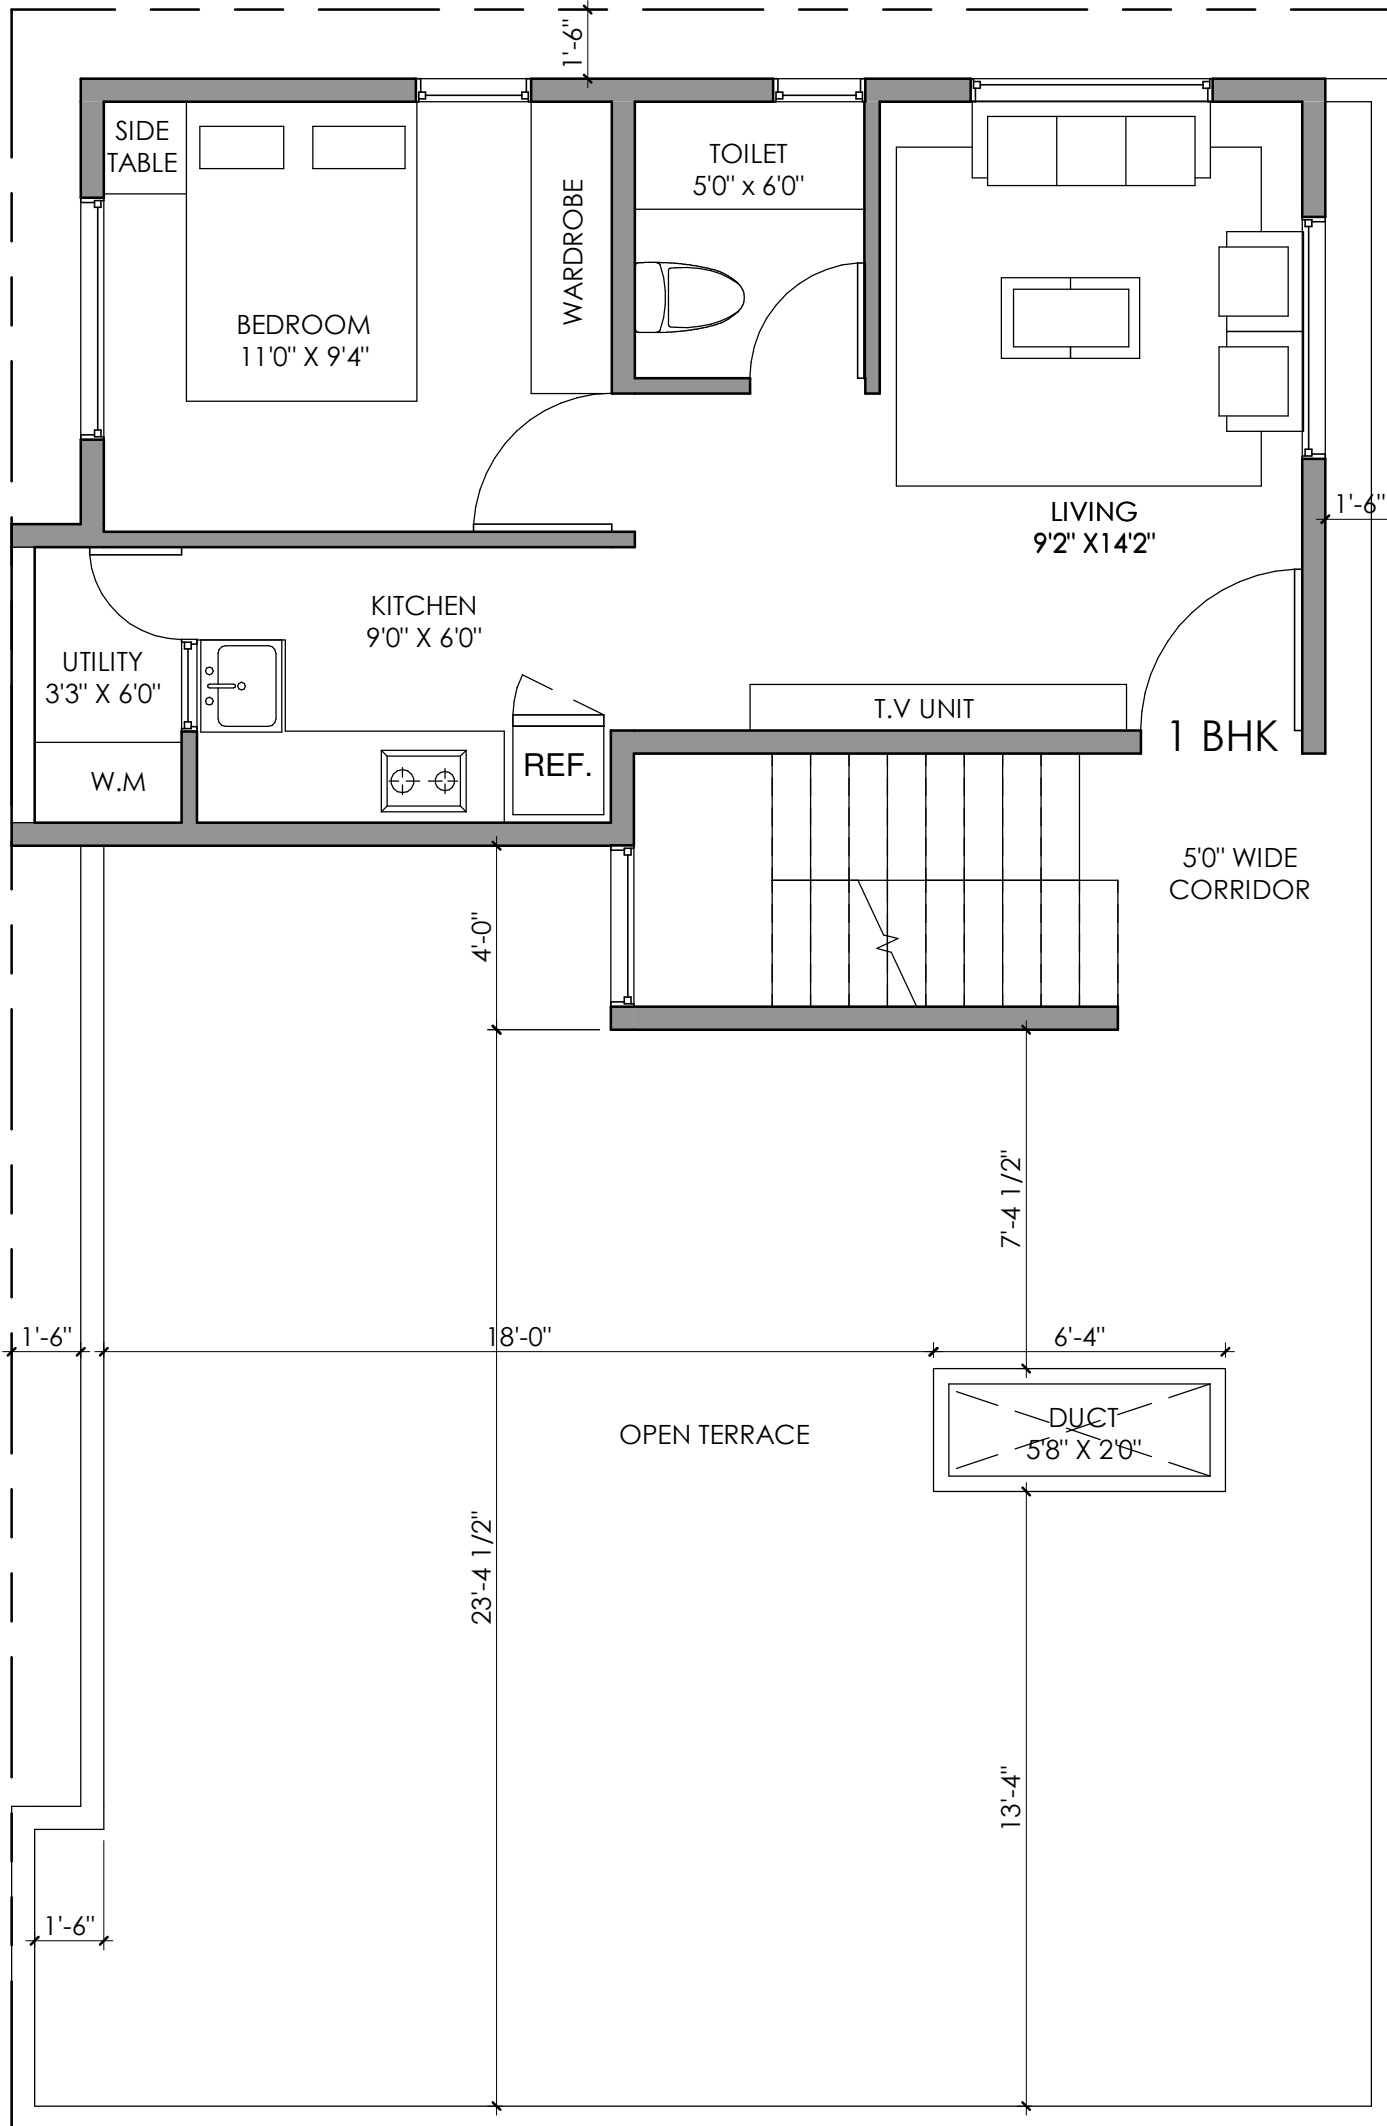 1'-6"
SIDE
TABLE
BEDROOM
11'0" X 9'4"
WARDROBE
TOILET
5'0" x 6'0"
LIVING
9'2" X14'2"
1'-6"
KITCHEN
9'0" X 6'0"
UTILITY
3'3" X 6'0"
W.M
REF.
T.V UNIT
1 BHK
5'0" WIDE
CORRIDOR
4'-0"
7'-4 1/2"
1'-6"
18'-0"
6'-4"
OPEN TERRACE
DUCT
5'8" X 2'0"
23'-4 1/2"
13'-4"
1'-6"